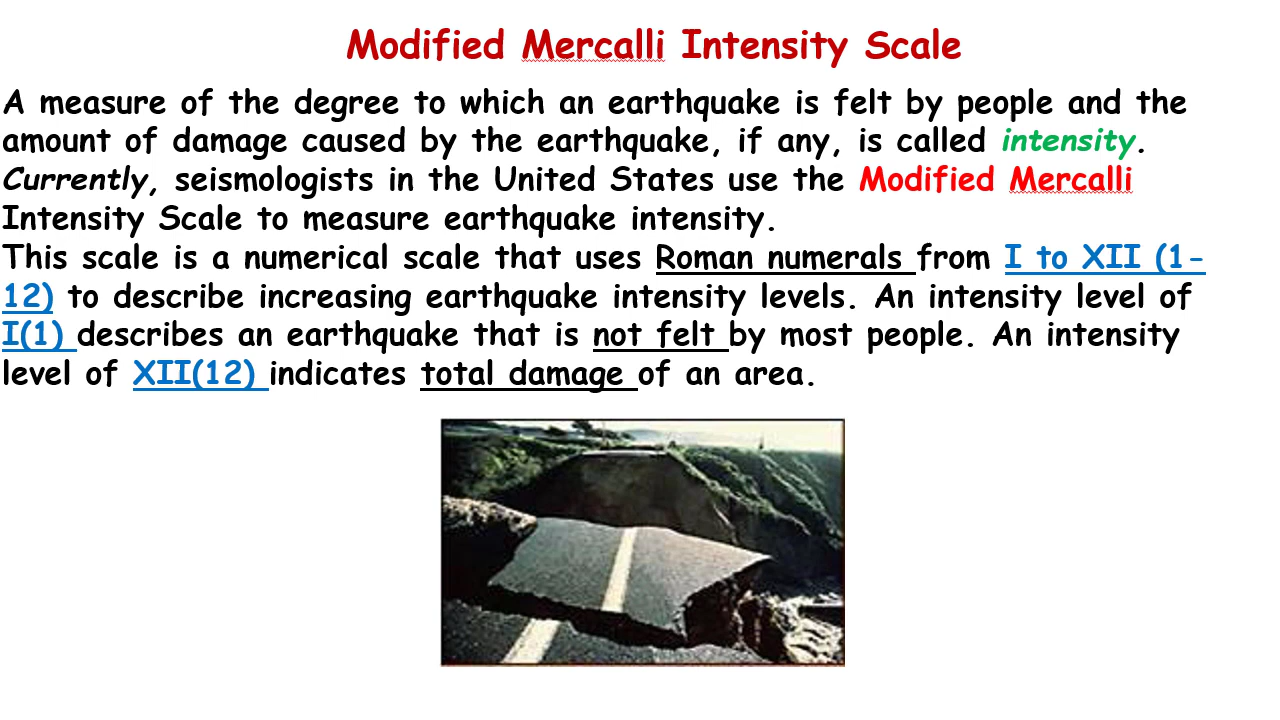 Modified Mercalli Intensity Scale
A measure of the degree to which an earthquake is felt by people and the
amount of damage caused by the earthquake, if any, is called intensity.
Currently, seismologists in the United States use the Modified Mercalli
Intensity Scale to measure earthquake intensity.
This scale is a numerical scale that uses Roman numerals from I to XII (1-
12) to describe increasing earthquake intensity levels. An intensity level of
I(1) describes an earthquake that is not felt by most people. An intensity
level of XII(12) indicates total damage of an area.